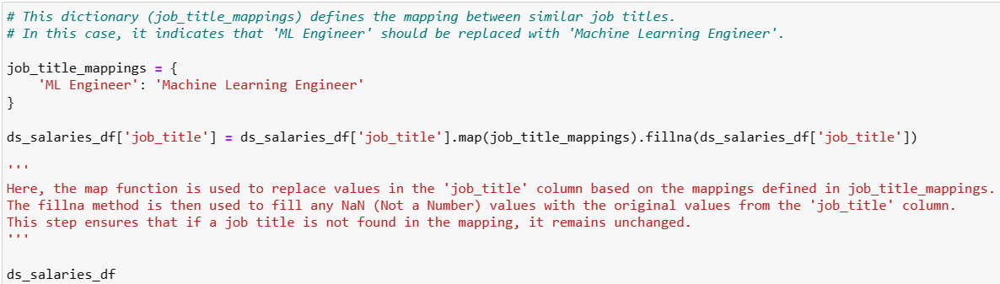 # This dictionary (job_title_mappings) defines the mapping between similar job titles.
# In this case, it indicates that 'ML Engineer' should be replaced with 'Machine Learning Engineer'.
job_title_mappings = {
    'ML Engineer': 'Machine Learning Engineer'
}
ds_salaries_df['job_title'] = ds_salaries_df['job_title'].map(job_title_mappings).fillna(ds_salaries_df['job_title'])
'''
Here, the map function is used to replace values in the 'job_title' column based on the mappings defined in job_title_mappings.
The fillna method is then used to fill any NaN (Not a Number) values with the original values from the 'job_title' column.
This step ensures that if a job title is not found in the mapping, it remains unchanged.
'''
ds_salaries_df